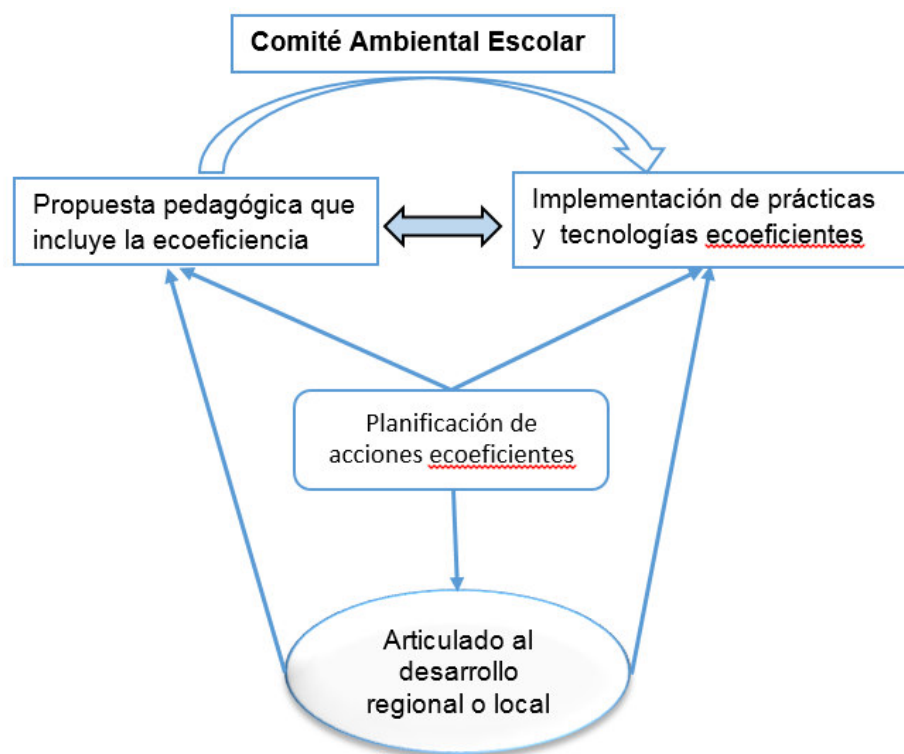 Comité Ambiental Escolar
Propuesta pedagógica que
incluye la ecoeficiencia
Implementación de prácticas
y tecnologías ecoeficientes
Planificación de
acciones ecoeficientes
Articulado al
desarrollo
regional o local